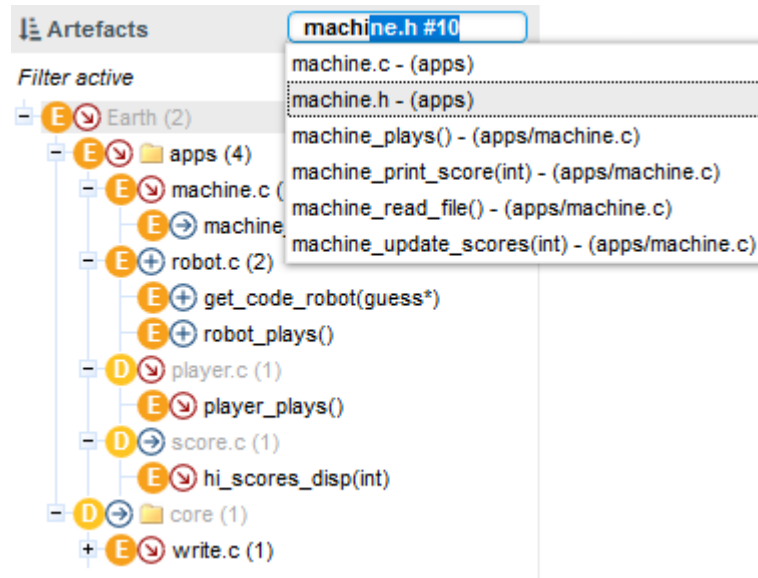 Artefacts
machine.h #10
Filter active
machine.c - (apps)
machine.h - (apps)
machine_plays() - (apps/machine.c)
machine_print_score(int) - (apps/machine.c)
machine_read_file() - (apps/machine.c)
machine_update_scores(int) - (apps/machine.c)
E Earth (2)
E apps (4)
E machine.c (
E machine_
E robot.c (2)
E get_code_robot(guess*)
E robot_plays()
D player.c (1)
E player_plays()
D score.c (1)
E hi_scores_disp(int)
D core (1)
E write.c (1)